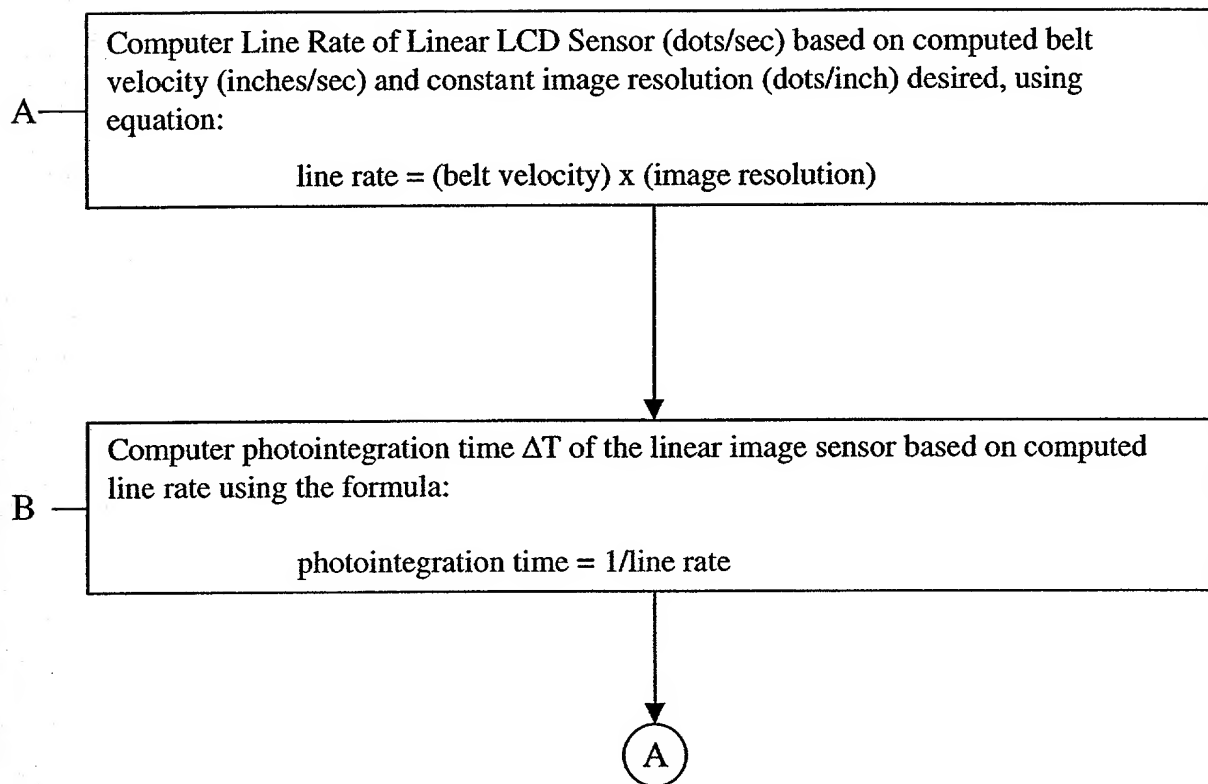 Computer Line Rate of Linear LCD Sensor (dots/sec) based on computed belt
velocity (inches/sec) and constant image resolution (dots/inch) desired, using
equation:
A
line rate = (belt velocity) x (image resolution)
Computer photointegration time ΔT of the linear image sensor based on computed
line rate using the formula:
B
photointegration time = 1/line rate
A